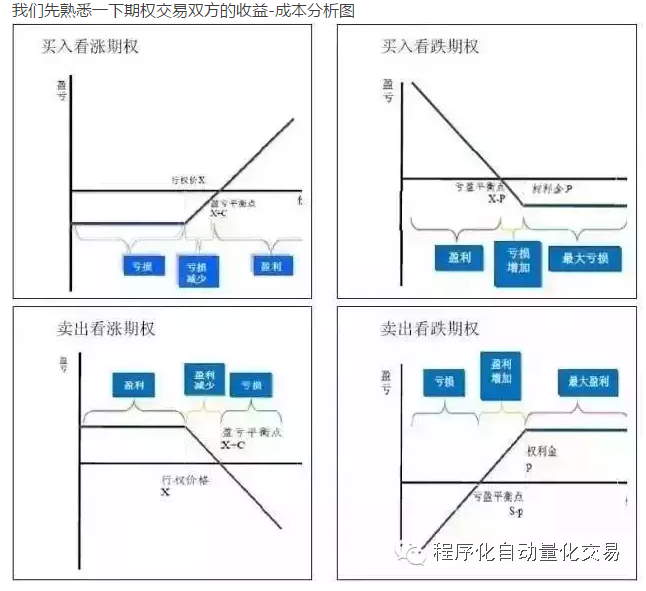 我们先熟悉一下期权交易双方的收益-成本分析图
买入看涨期权
盈亏
行权价X
盈亏平衡点
X+C
亏损
亏损
减少
盈利
买入看跌期权
盈亏
亏盈平衡点
X-P
权利金P
盈利
亏损
增加
最大亏损
卖出看涨期权
盈亏
盈利
盈利
减少
亏损
盈亏平衡点
X+C
行权价格
X
卖出看跌期权
盈亏
亏损
盈利
增加
最大盈利
权利金
p
亏盈平衡点
S-p
程序化自动量化交易